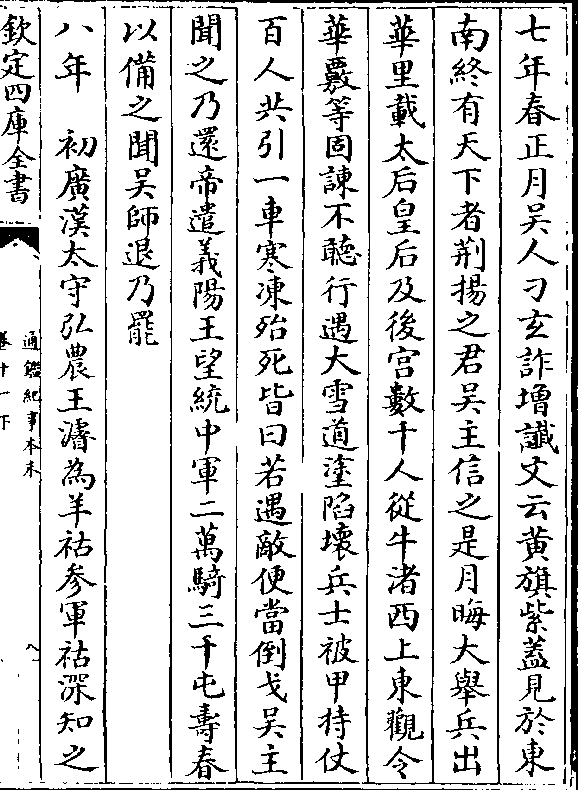 七年春正月吳人刁玄詐增讖文云黄旗紫蓋見於東
南終有天下者荆揚之君吳主信之是月晦大舉兵出
華里載太后皇后及後宫數十人從牛渚西上東觀令
華覈等固諫不聽行遇大雪道塗陷壞兵士被甲持仗
百人共引一車寒凍殆死皆曰若遇敵便當倒戈吳主
聞之乃還帝遣義陽王望統中軍二萬騎三千屯壽春
以備之聞吳師退乃罷
八年　初廣漢太守弘農王濬為羊祜參軍祜深知之
欽定四庫全書
通鑑紀事本末
卷十一下
八